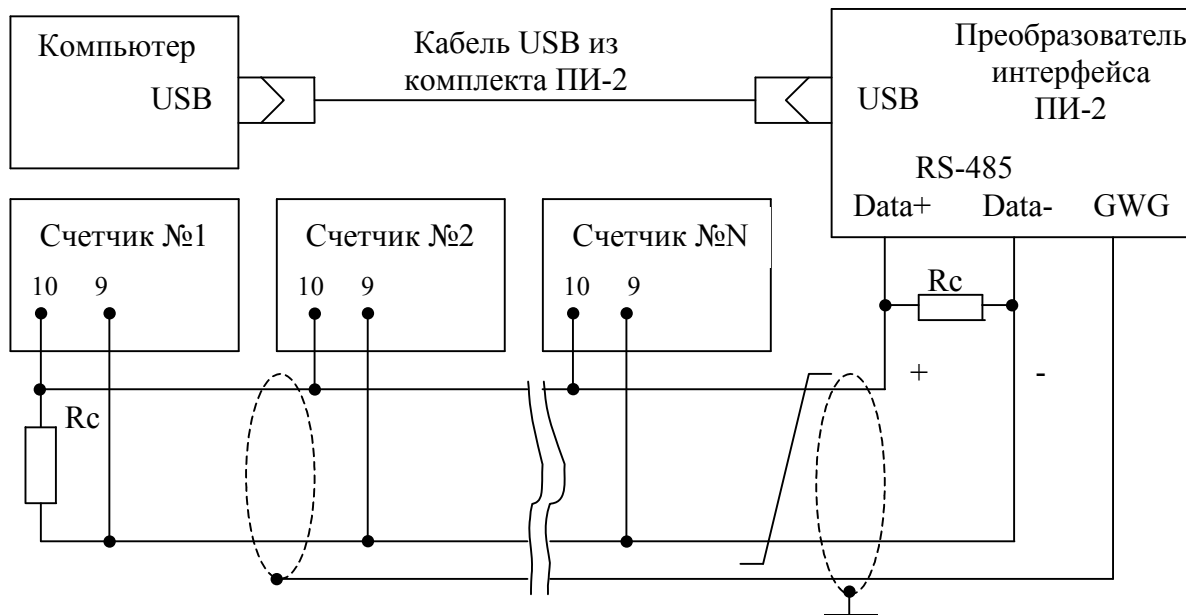 Компьютер
USB
Кабель USB из
комплекта ПИ-2
Преобразователь
интерфейса
ПИ-2
USB
RS-485
Data+ Data- GWG
Счетчик №1
10 9
Счетчик №2
10 9
Счетчик №N
10 9
Rc
+ -
Rc